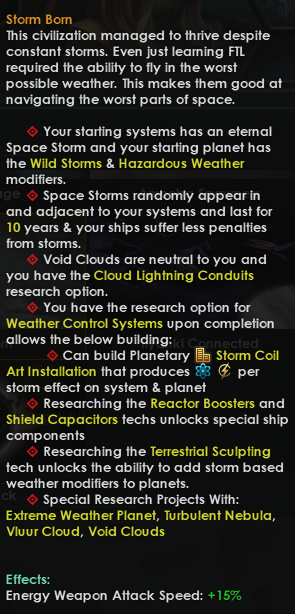 Storm Born
This civilization managed to thrive despite
constant storms. Even just learning FTL
required the ability to fly in the worst
possible weather. This makes them good at
navigating the worst parts of space.
Your starting systems has an eternal
Space Storm and your starting planet has
the Wild Storms & Hazardous Weather
modifiers.
Space Storms randomly appear in
and adjacent to your systems and last for
10 years & your ships suffer less penalties
from storms.
Void Clouds are neutral to you and
you have the Cloud Lightning Conduits
research option.
You have the research option for
Weather Control Systems upon completion
allows the below building:
Can build Planetary Storm Coil
Art Installation that produces per
storm effect on system & planet
Researching the Reactor Boosters and
Shield Capacitors techs unlocks special ship
components
Researching the Terrestrial Sculpting
tech unlocks the ability to add storm based
weather modifiers to planets.
Special Research Projects With:
Extreme Weather Planet, Turbulent Nebula,
Vluur Cloud, Void Clouds
Effects:
Energy Weapon Attack Speed: +15%